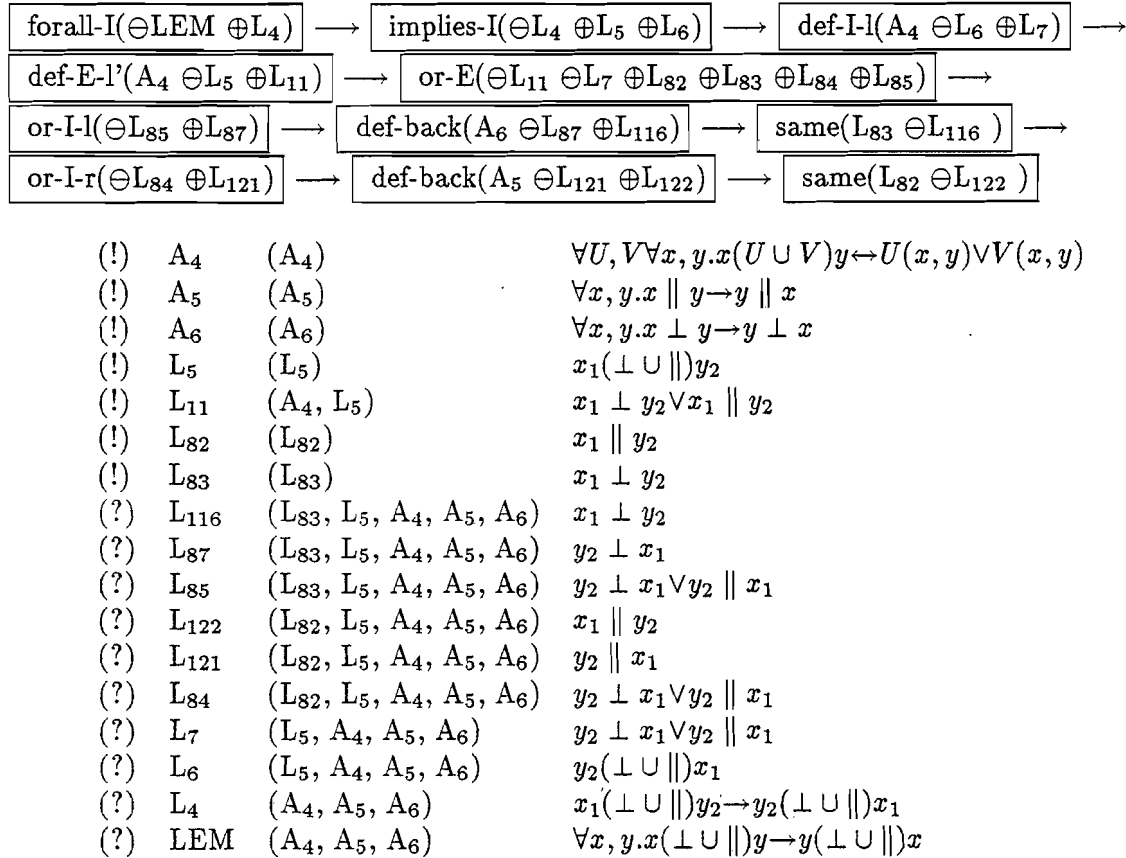 forall-I(⊖LEM ⊕L₄) ⟶ implies-I(⊖L₄ ⊕L₅ ⊕L₆) ⟶ def-I-l(A₄ ⊖L₆ ⊕L₇) ⟶
def-E-l'(A₄ ⊖L₅ ⊕L₁₁) ⟶ or-E(⊖L₁₁ ⊖L₇ ⊕L₈₂ ⊕L₈₃ ⊕L₈₄ ⊕L₈₅) ⟶
or-I-l(⊖L₈₅ ⊕L₈₇) ⟶ def-back(A₆ ⊖L₈₇ ⊕L₁₁₆) ⟶ same(L₈₃ ⊖L₁₁₆ ) ⟶
or-I-r(⊖L₈₄ ⊕L₁₂₁) ⟶ def-back(A₅ ⊖L₁₂₁ ⊕L₁₂₂) ⟶ same(L₈₂ ⊖L₁₂₂ )
(!) A₄ (A₄) ∀U, V∀x, y.x(U ∪ V)y↔U(x, y)∨V(x, y)
(!) A₅ (A₅) ∀x, y.x ∥ y→y ∥ x
(!) A₆ (A₆) ∀x, y.x ⊥ y→y ⊥ x
(!) L₅ (L₅) x₁(⊥ ∪ ∥)y₂
(!) L₁₁ (A₄, L₅) x₁ ⊥ y₂∨x₁ ∥ y₂
(!) L₈₂ (L₈₂) x₁ ∥ y₂
(!) L₈₃ (L₈₃) x₁ ⊥ y₂
(?) L₁₁₆ (L₈₃, L₅, A₄, A₅, A₆) x₁ ⊥ y₂
(?) L₈₇ (L₈₃, L₅, A₄, A₅, A₆) y₂ ⊥ x₁
(?) L₈₅ (L₈₃, L₅, A₄, A₅, A₆) y₂ ⊥ x₁∨y₂ ∥ x₁
(?) L₁₂₂ (L₈₂, L₅, A₄, A₅, A₆) x₁ ∥ y₂
(?) L₁₂₁ (L₈₂, L₅, A₄, A₅, A₆) y₂ ∥ x₁
(?) L₈₄ (L₈₂, L₅, A₄, A₅, A₆) y₂ ⊥ x₁∨y₂ ∥ x₁
(?) L₇ (L₅, A₄, A₅, A₆) y₂ ⊥ x₁∨y₂ ∥ x₁
(?) L₆ (L₅, A₄, A₅, A₆) y₂(⊥ ∪ ∥)x₁
(?) L₄ (A₄, A₅, A₆) x₁(⊥ ∪ ∥)y₂→y₂(⊥ ∪ ∥)x₁
(?) LEM (A₄, A₅, A₆) ∀x, y.x(⊥ ∪ ∥)y→y(⊥ ∪ ∥)x